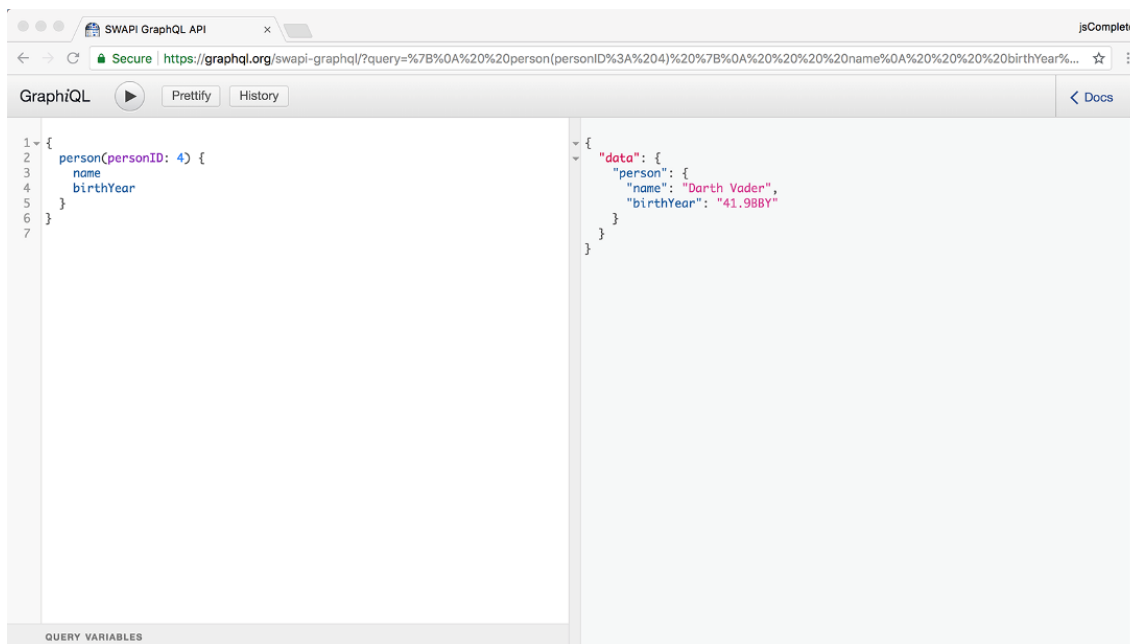 SWAPI GraphQL API ×
jsComplete
Secure https://graphql.org/swapi-graphql/?query=%7B%0A%20%20person(personID%3A%204)%20%7B%0A%20%20%20%20name%0A%20%20%20%20birthYear%...
GraphiQL Prettify History Docs
1 {
2 person(personID: 4) {
3 name
4 birthYear
5 }
6 }
7
{
"data": {
"person": {
"name": "Darth Vader",
"birthYear": "41.9BBY"
}
}
}
QUERY VARIABLES